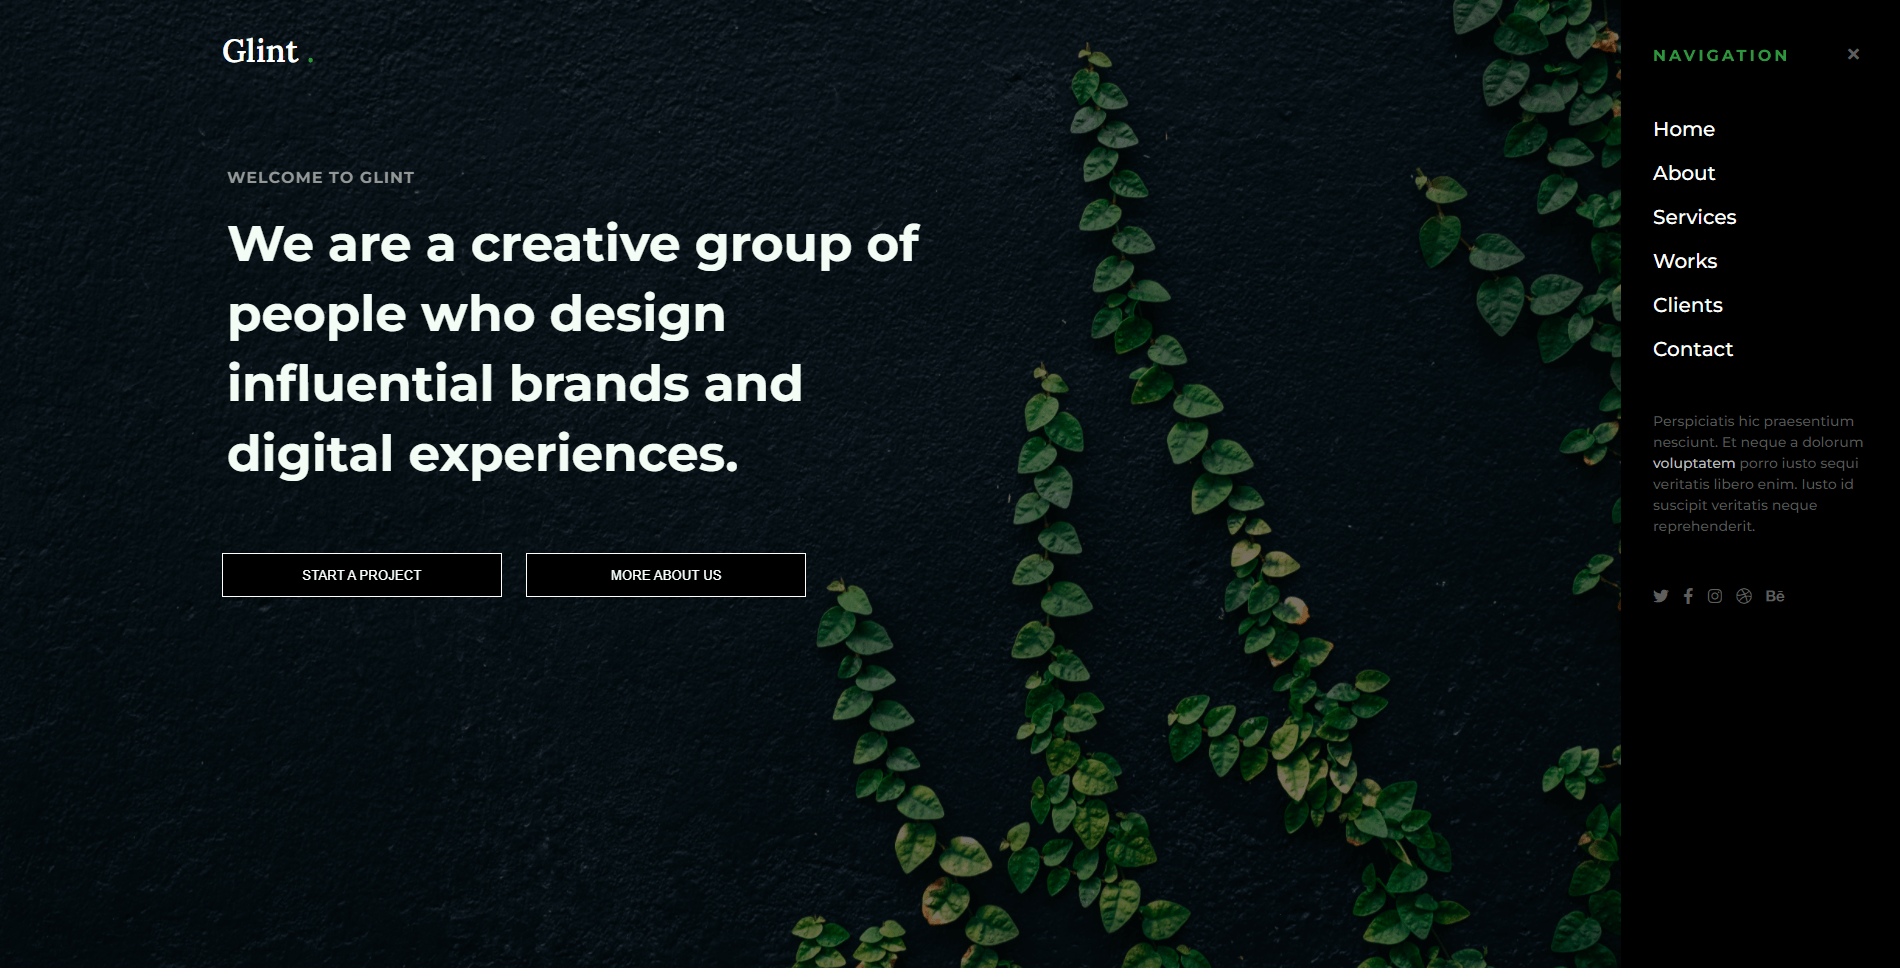 Glint .
WELCOME TO GLINT
We are a creative group of
people who design
influential brands and
digital experiences.
START A PROJECT
MORE ABOUT US
NAVIGATION
Home
About
Services
Works
Clients
Contact
Perspiciatis hic praesentium
nesciunt. Et neque a dolorum
voluptatem porro iusto sequi
veritatis libero enim. Iusto id
suscipit veritatis neque
reprehenderit.
Bē